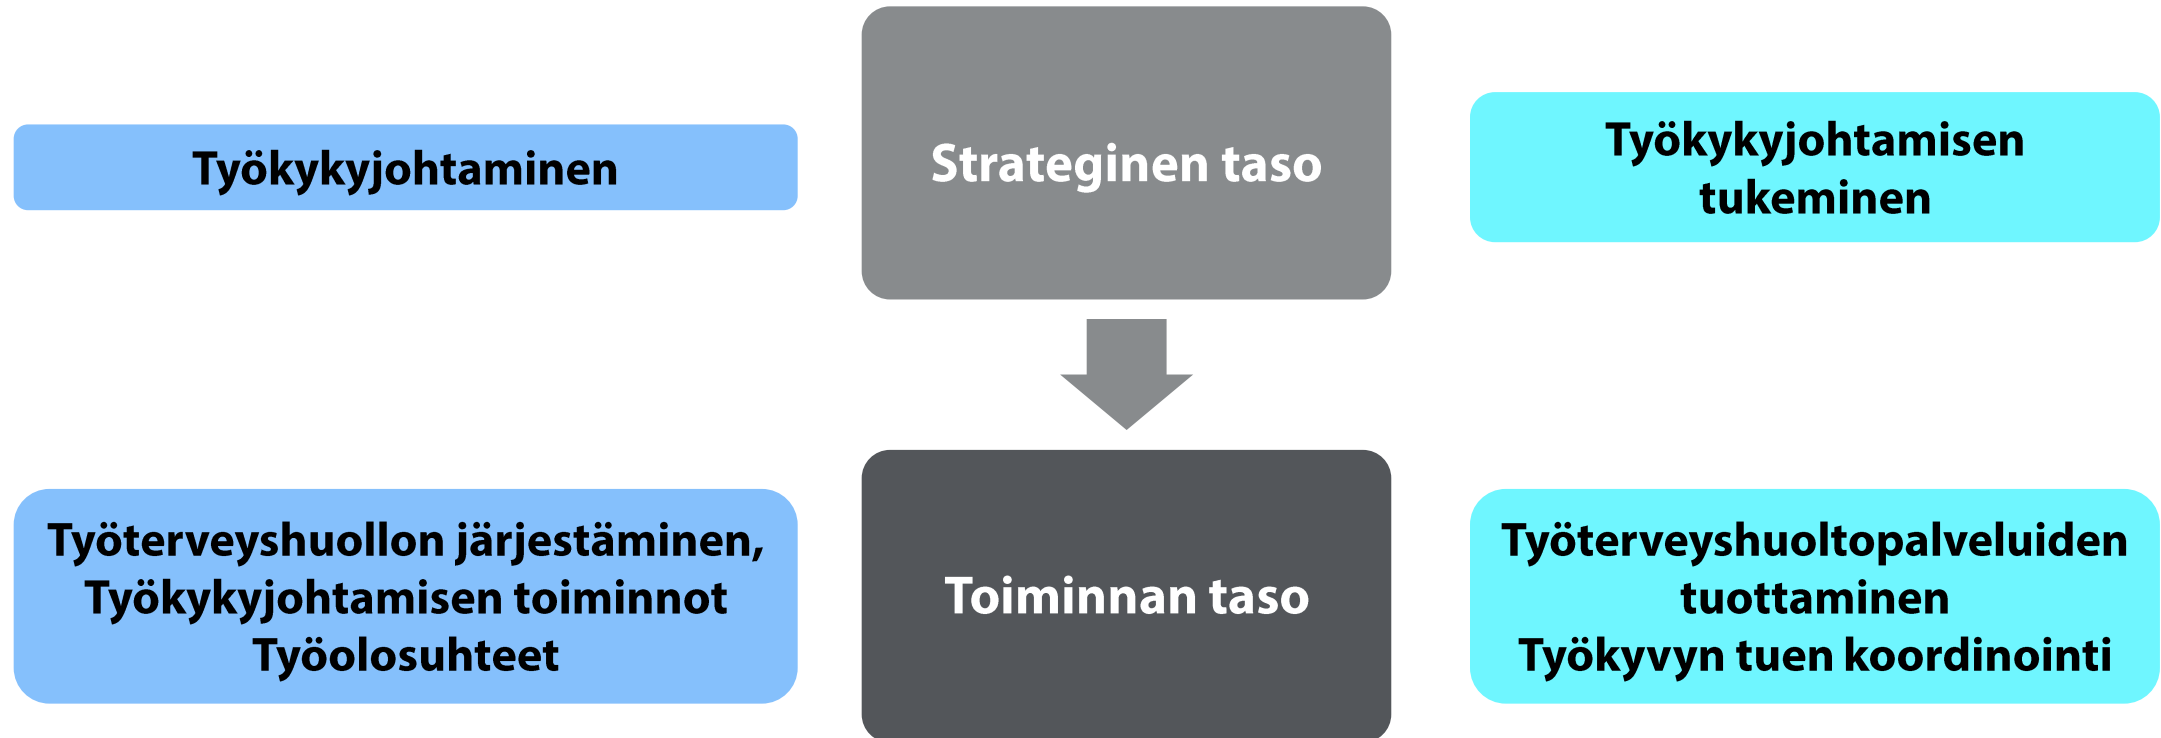 Työkykyjohtaminen
Strateginen taso
Työkykyjohtamisen
tukeminen
Työterveyshuollon järjestäminen,
Työkykyjohtamisen toiminnot
Työolosuhteet
Toiminnan taso
Työterveyshuoltopalveluiden
tuottaminen
Työkyvyn tuen koordinointi